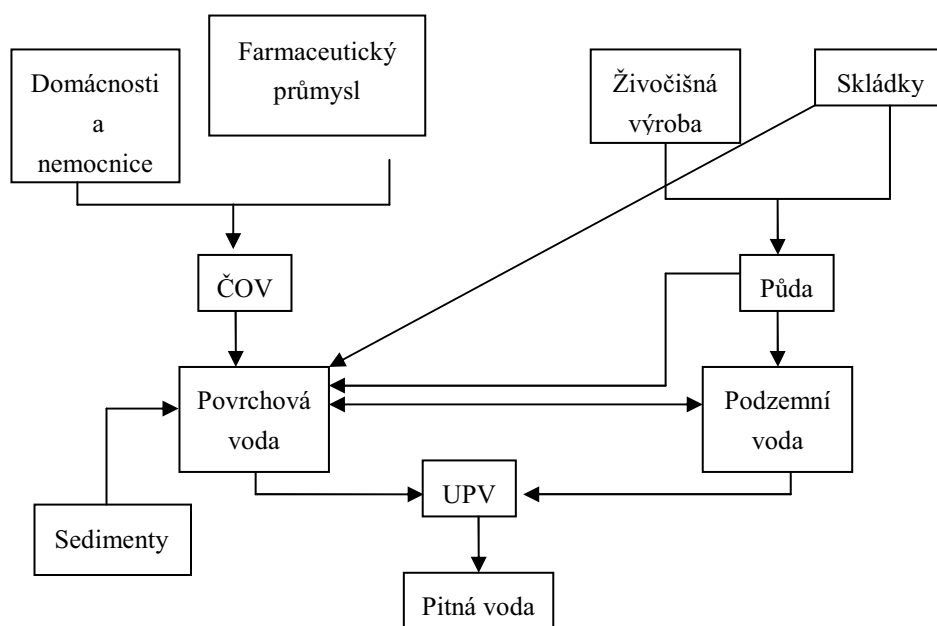 Domácnosti
a
nemocnice
Farmaceutický
průmysl
Živočišná
výroba
Skládky
ČOV
Půda
Povrchová
voda
Podzemní
voda
UPV
Sedimenty
Pitná voda